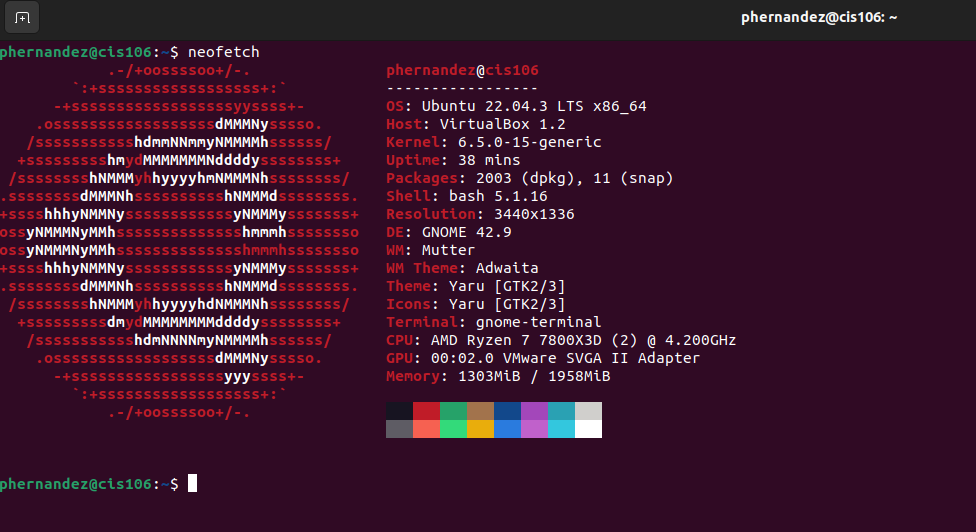 phernandez@cis106: ~
phernandez@cis106:~$ neofetch
.-/+oossssoo+/-.
`:+ssssssssssssssssss+:`
-+ssssssssssssssssssyyssss+-
.ossssssssssssssssssdMMMNysssso.
/ssssssssssshdmmNNmmyNMMMMhssssss/
+ssssssssshmydMMMMMMMNddddyssssssss+
/sssssssshNMMMyhhyyyyhmNMMMNhssssssss/
.ssssssssdMMMNhsssssssssshNMMMdssssssss.
+sssshhhyNMMNyssssssssssssyNMMMysssssss+
ossyNMMMNyMMhsssssssssssssshmmmhssssssso
ossyNMMMNyMMhsssssssssssssshmmmhssssssso
+sssshhhyNMMNyssssssssssssyNMMMysssssss+
.ssssssssdMMMNhsssssssssshNMMMdssssssss.
/sssssssshNMMMyhhyyyyhdNMMMNhssssssss/
+sssssssssdmydMMMMMMMMddddyssssssss+
/ssssssssssshdmNNNNmyNMMMMhssssss/
.ossssssssssssssssssdMMMNysssso.
-+sssssssssssssssssyyyssss+-
`:+ssssssssssssssssss+:`
.-/+oossssoo+/-.
phernandez@cis106
-----------------
OS: Ubuntu 22.04.3 LTS x86_64
Host: VirtualBox 1.2
Kernel: 6.5.0-15-generic
Uptime: 38 mins
Packages: 2003 (dpkg), 11 (snap)
Shell: bash 5.1.16
Resolution: 3440x1336
DE: GNOME 42.9
WM: Mutter
WM Theme: Adwaita
Theme: Yaru [GTK2/3]
Icons: Yaru [GTK2/3]
Terminal: gnome-terminal
CPU: AMD Ryzen 7 7800X3D (2) @ 4.200GHz
GPU: 00:02.0 VMware SVGA II Adapter
Memory: 1303MiB / 1958MiB
phernandez@cis106:~$